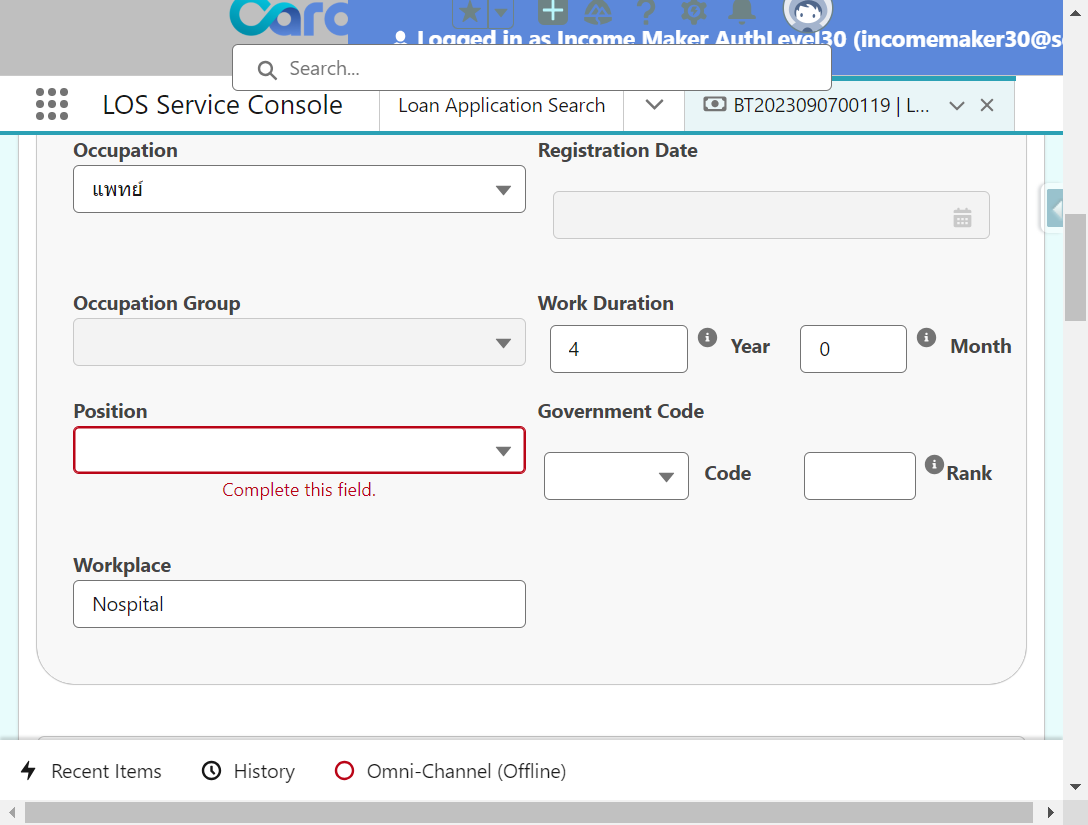 Card
Logged in as Income Maker AuthLevel30 (incomemaker30@s
Search...
LOS Service Console
Loan Application Search
BT2023090700119 | L...
Occupation
Registration Date
แพทย์
Occupation Group
Work Duration
4
Year
0
Month
Position
Government Code
Complete this field.
Code
Rank
Workplace
Nospital
Recent Items
History
Omni-Channel (Offline)